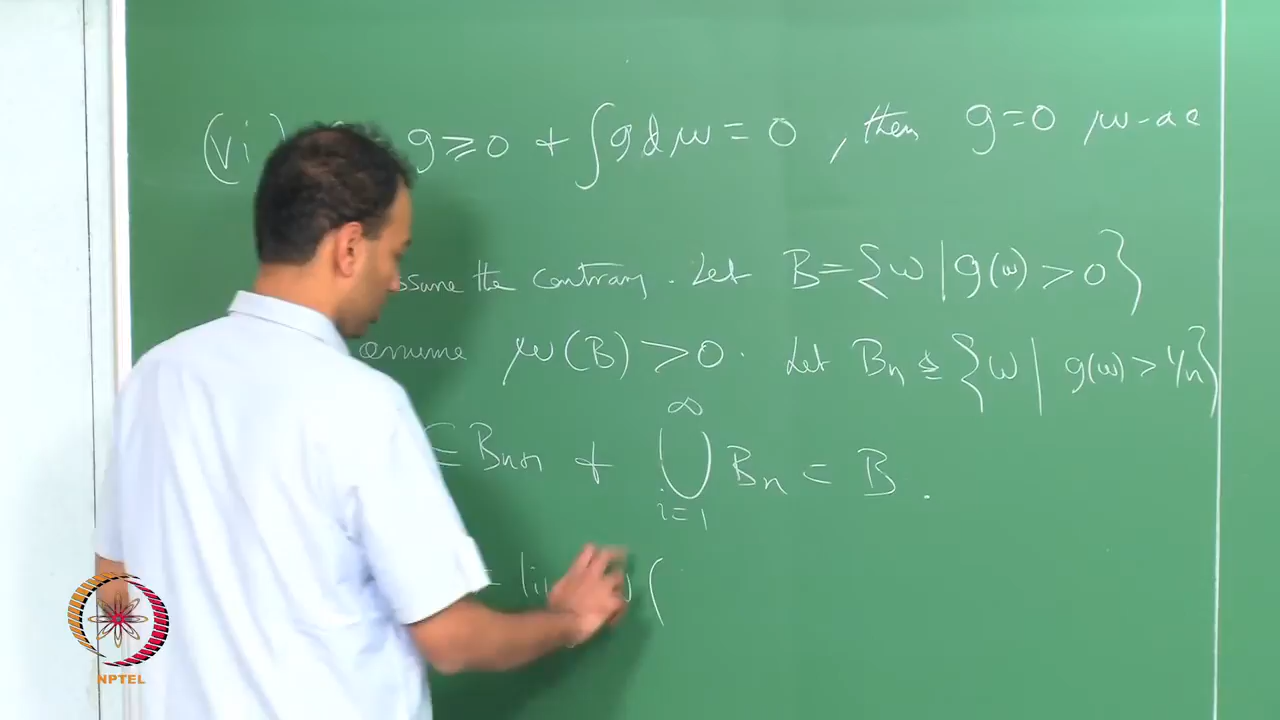 (vi) g ≥ 0 + ∫g dμ = 0 , then g = 0 μ-ae
assume the contrary . Let B = {ω | g(ω) > 0}
assume μ(B) > 0 . Let Bn ≜ {ω | g(ω) > 1/n}
⊆ Bn+1 + ∞⋃i=1 Bn = B .
= li (
NPTEL